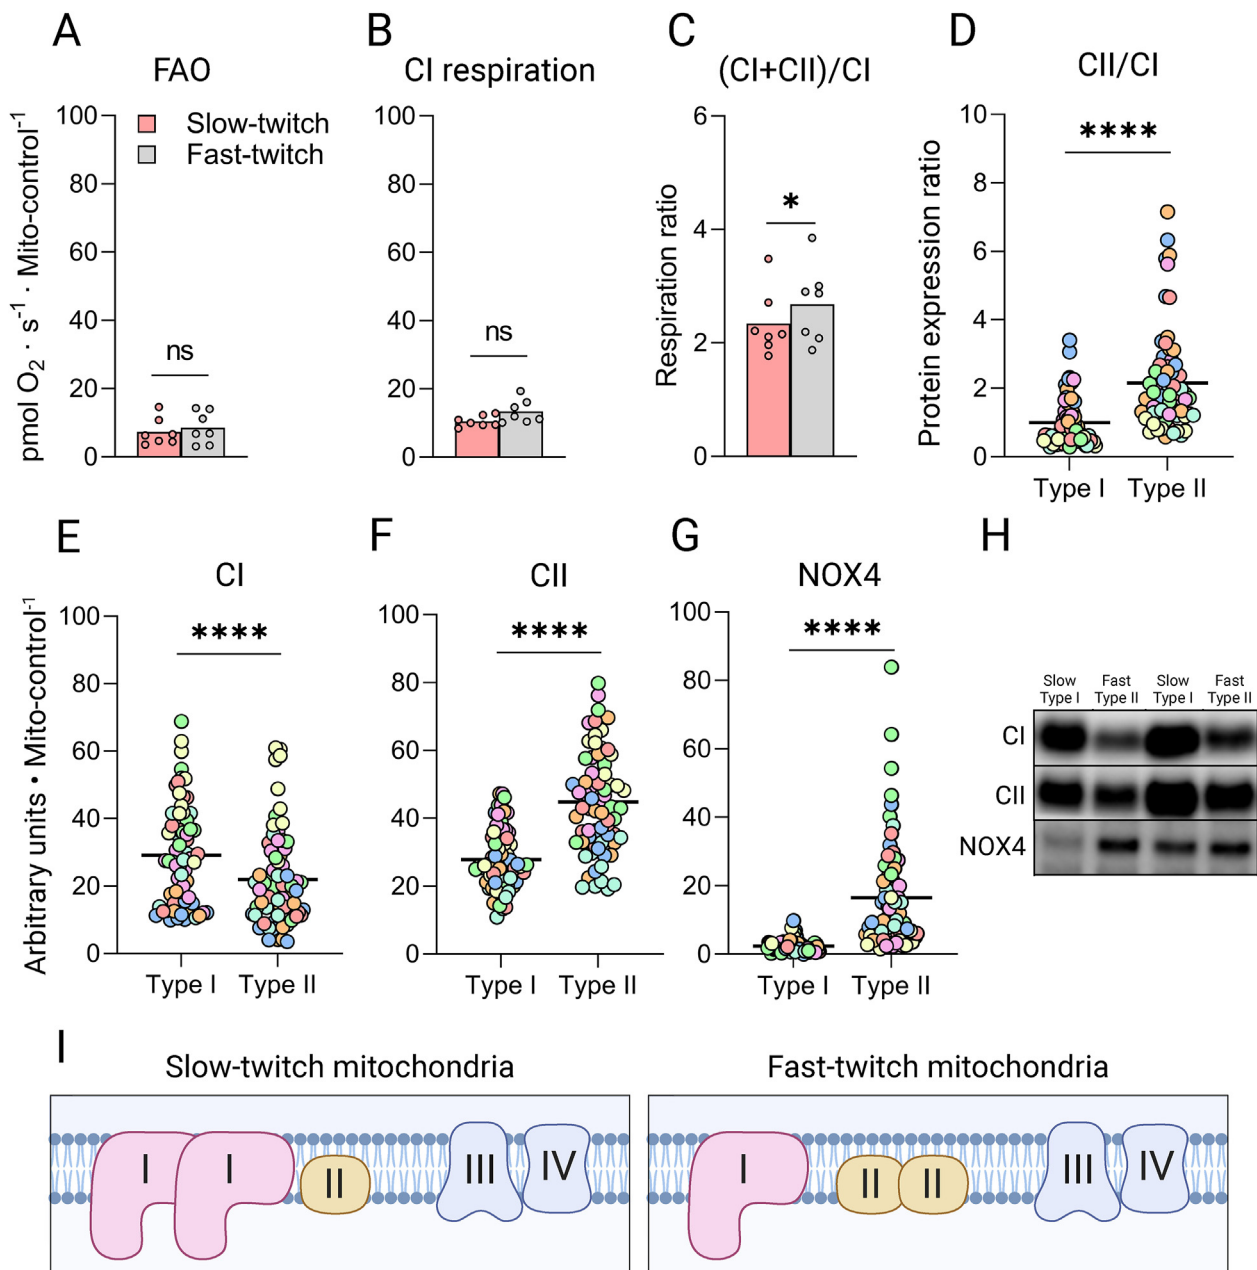 A
B
C
D
FAO
CI respiration
(CI+CII)/CI
CII/CI
pmol O2 · s-1 · Mito-control-1
100
80
60
40
20
0
Slow-twitch
Fast-twitch
ns
100
80
60
40
20
0
ns
Respiration ratio
6
4
2
0
*
Protein expression ratio
10
8
6
4
2
0
****
Type I
Type II
E
F
G
H
CI
CII
NOX4
Arbitrary units • Mito-control-1
100
80
60
40
20
0
****
Type I
Type II
100
80
60
40
20
0
****
Type I
Type II
100
80
60
40
20
0
****
Type I
Type II
Slow Fast Slow Fast
Type I Type II Type I Type II
CI
CII
NOX4
I
Slow-twitch mitochondria
Fast-twitch mitochondria
I I II III IV
I II II III IV